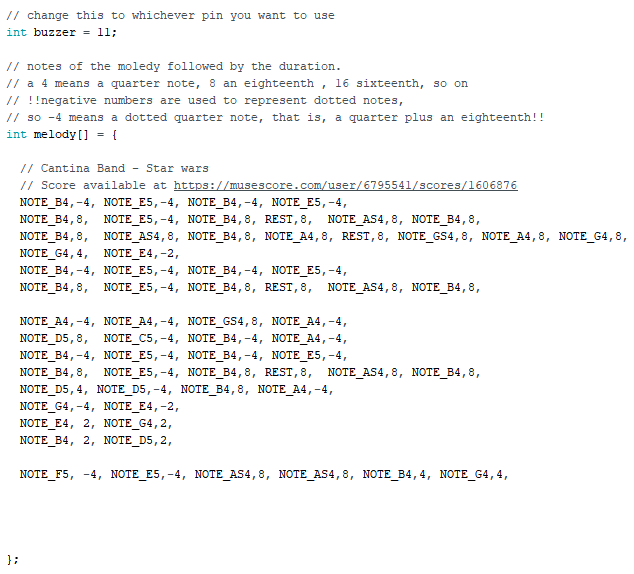 // change this to whichever pin you want to use
int buzzer = 11;
// notes of the moledy followed by the duration.
// a 4 means a quarter note, 8 an eighteenth , 16 sixteenth, so on
// !!negative numbers are used to represent dotted notes,
// so -4 means a dotted quarter note, that is, a quarter plus an eighteenth!!
int melody[] = {
// Cantina Band - Star wars
// Score available at https://musescore.com/user/6795541/scores/1606876
NOTE_B4,-4, NOTE_E5,-4, NOTE_B4,-4, NOTE_E5,-4,
NOTE_B4,8,  NOTE_E5,-4, NOTE_B4,8, REST,8,  NOTE_AS4,8, NOTE_B4,8,
NOTE_B4,8,  NOTE_AS4,8, NOTE_B4,8, NOTE_A4,8, REST,8, NOTE_GS4,8, NOTE_A4,8, NOTE_G4,8,
NOTE_G4,4,  NOTE_E4,-2,
NOTE_B4,-4, NOTE_E5,-4, NOTE_B4,-4, NOTE_E5,-4,
NOTE_B4,8,  NOTE_E5,-4, NOTE_B4,8, REST,8,  NOTE_AS4,8, NOTE_B4,8,
NOTE_A4,-4, NOTE_A4,-4, NOTE_GS4,8, NOTE_A4,-4,
NOTE_D5,8,  NOTE_C5,-4, NOTE_B4,-4, NOTE_A4,-4,
NOTE_B4,-4, NOTE_E5,-4, NOTE_B4,-4, NOTE_E5,-4,
NOTE_B4,8,  NOTE_E5,-4, NOTE_B4,8, REST,8,  NOTE_AS4,8, NOTE_B4,8,
NOTE_D5,4, NOTE_D5,-4, NOTE_B4,8, NOTE_A4,-4,
NOTE_G4,-4, NOTE_E4,-2,
NOTE_E4, 2, NOTE_G4,2,
NOTE_B4, 2, NOTE_D5,2,
NOTE_F5, -4, NOTE_E5,-4, NOTE_AS4,8, NOTE_AS4,8, NOTE_B4,4, NOTE_G4,4,
};